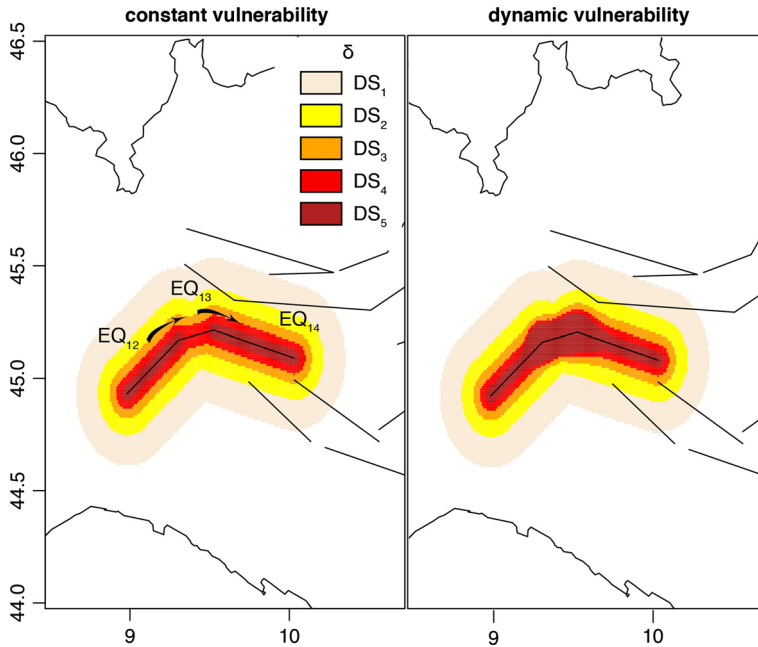 constant vulnerability
dynamic vulnerability
46.5
46.0
45.5
45.0
44.5
44.0
δ
DS₁
DS₂
DS₃
DS₄
DS₅
EQ₁₃
EQ₁₂
EQ₁₄
9
10
9
10